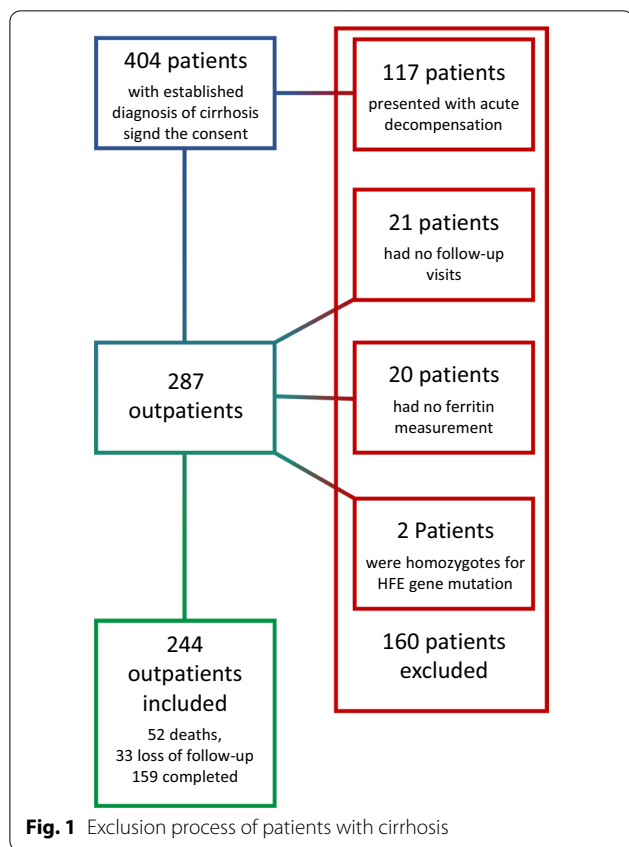 404 patients
with established
diagnosis of cirrhosis
signd the consent
117 patients
presented with acute
decompensation
21 patients
had no follow-up
visits
287
outpatients
20 patients
had no ferritin
measurement
2 Patients
were homozygotes for
HFE gene mutation
244
outpatients
included
52 deaths,
33 loss of follow-up
159 completed
160 patients
excluded
Fig. 1 Exclusion process of patients with cirrhosis